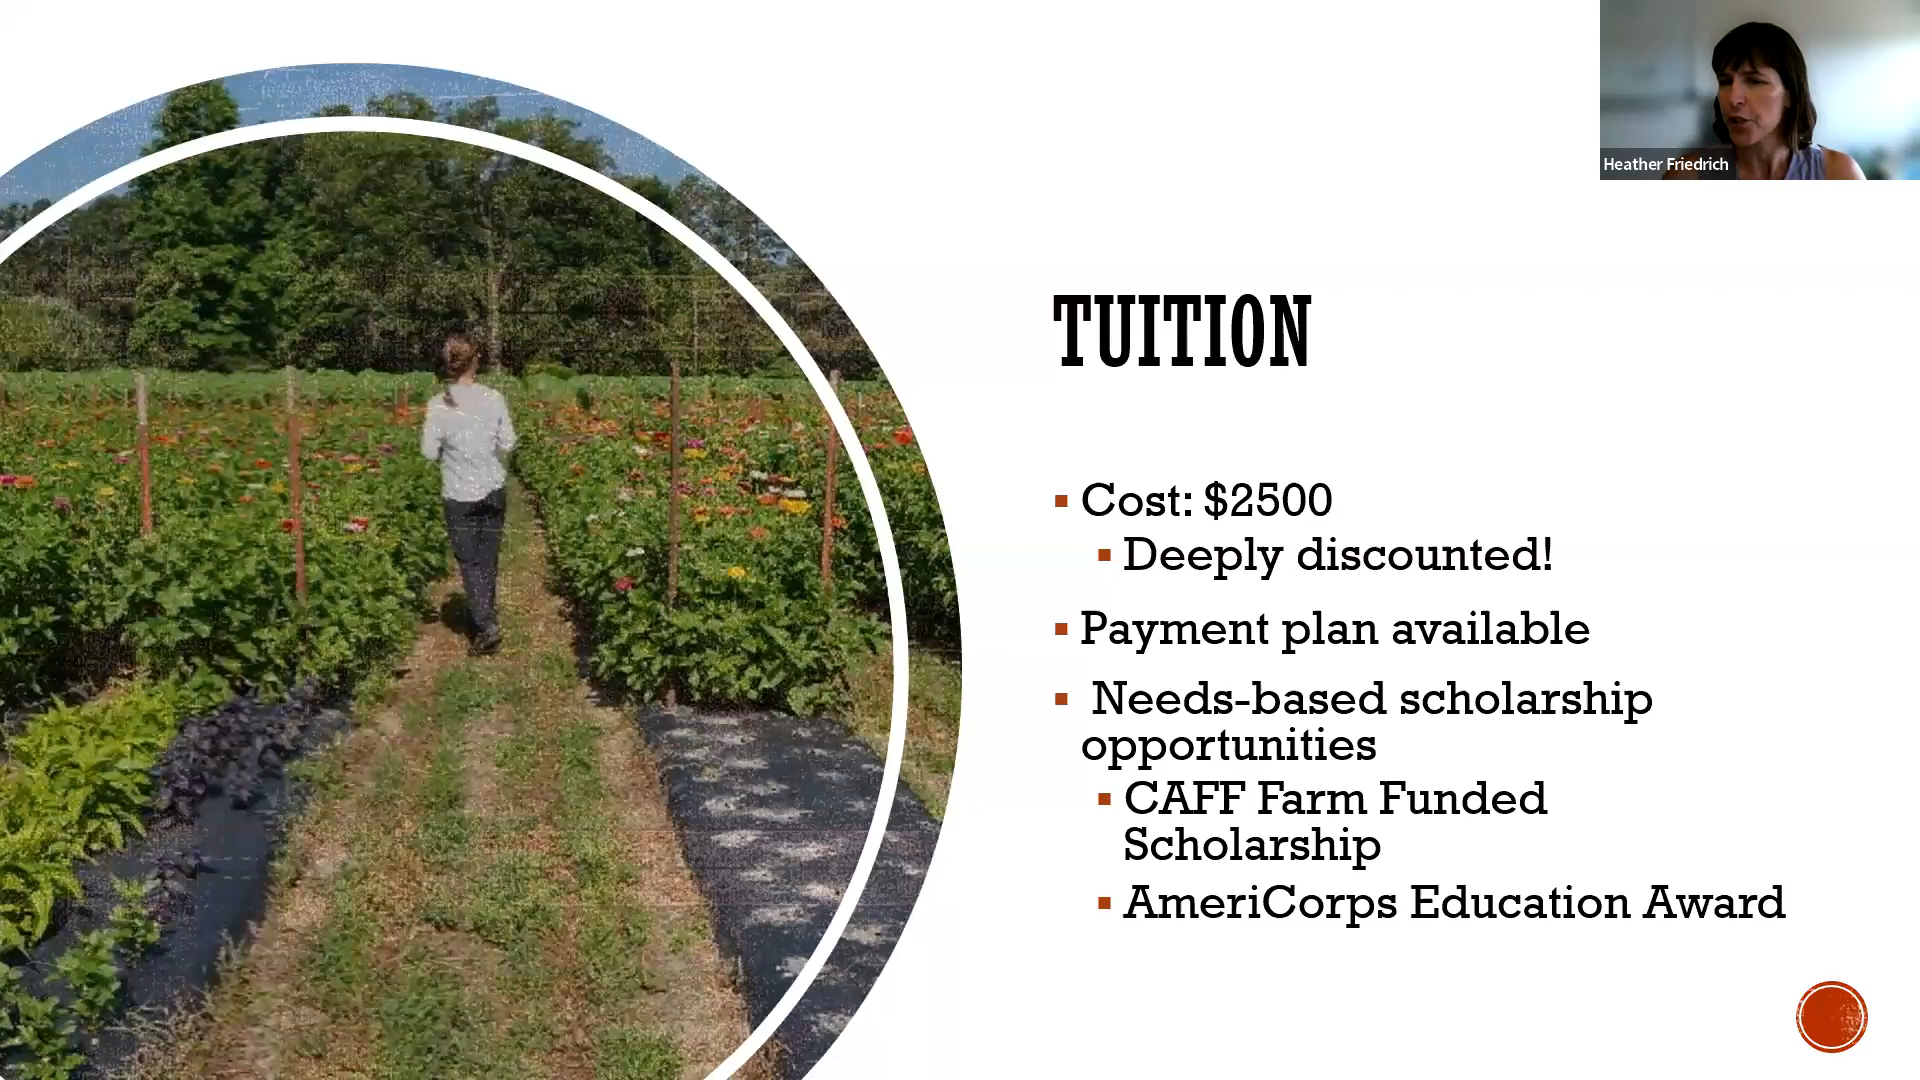 Heather Friedrich
TUITION
Cost: $2500
Deeply discounted!
Payment plan available
Needs-based scholarship
opportunities
CAFF Farm Funded
Scholarship
AmeriCorps Education Award